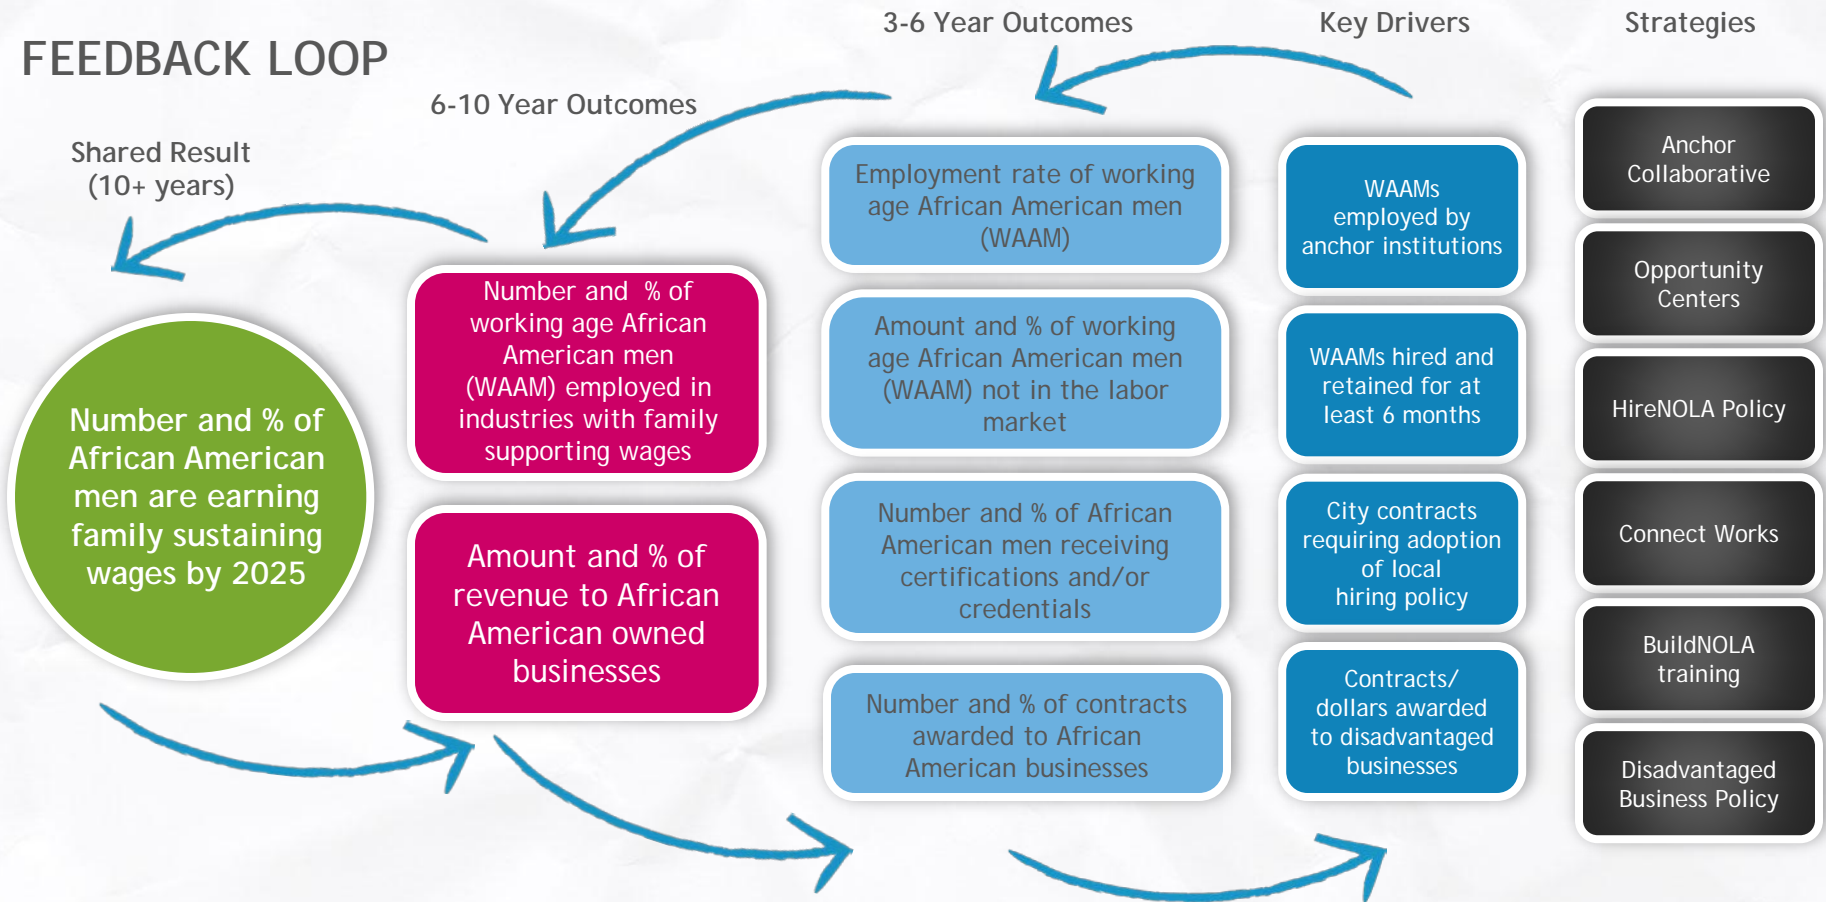 FEEDBACK LOOP
Shared Result
(10+ years)
Number and % of
African American
men are earning
family sustaining
wages by 2025
6-10 Year Outcomes
Number and % of
working age African
American men
(WAAM) employed in
industries with family
supporting wages
Amount and % of
revenue to African
American owned
businesses
3-6 Year Outcomes
Employment rate of working
age African American men
(WAAM)
Amount and % of working
age African American men
(WAAM) not in the labor
market
Number and % of African
American men receiving
certifications and/or
credentials
Number and % of contracts
awarded to African
American businesses
Key Drivers
WAAMs
employed by
anchor institutions
WAAMs hired and
retained for at
least 6 months
City contracts
requiring adoption
of local
hiring policy
Contracts/
dollars awarded
to disadvantaged
businesses
Strategies
Anchor
Collaborative
Opportunity
Centers
HireNOLA Policy
Connect Works
BuildNOLA
training
Disadvantaged
Business Policy